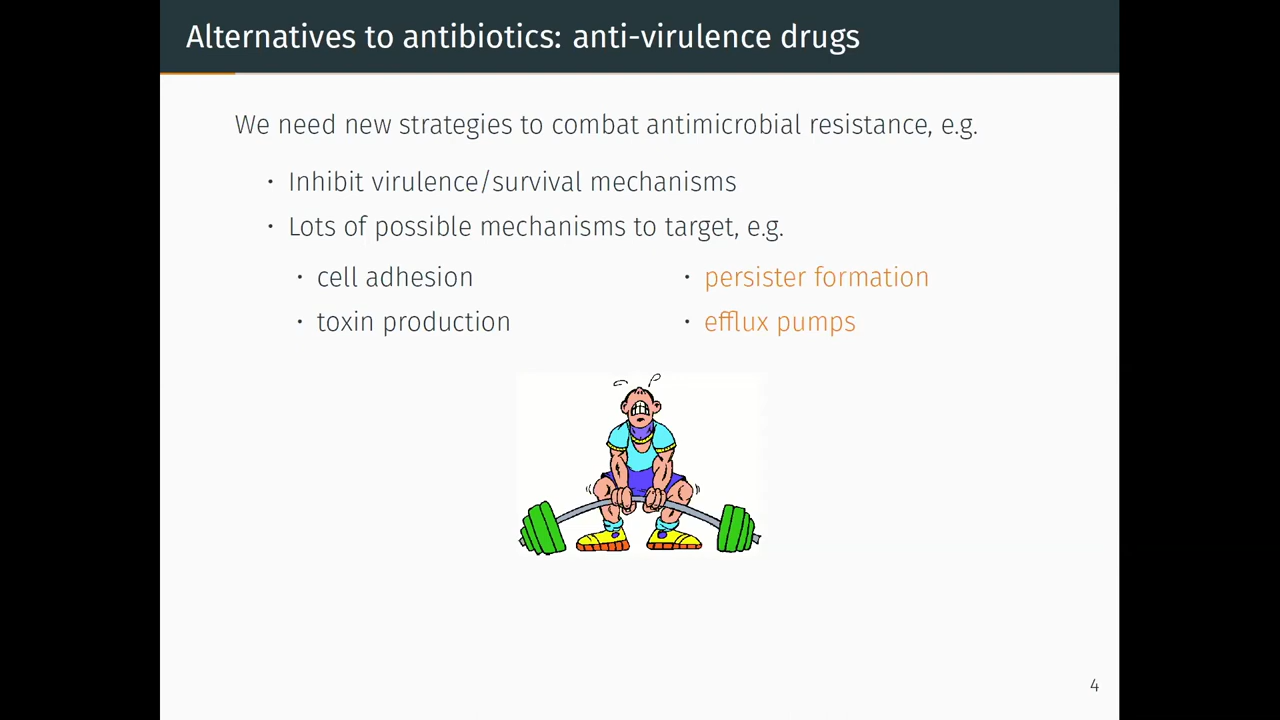 Alternatives to antibiotics: anti-virulence drugs
We need new strategies to combat antimicrobial resistance, e.g.
· Inhibit virulence/survival mechanisms
· Lots of possible mechanisms to target, e.g.
· cell adhesion
· toxin production
· persister formation
· efflux pumps
4